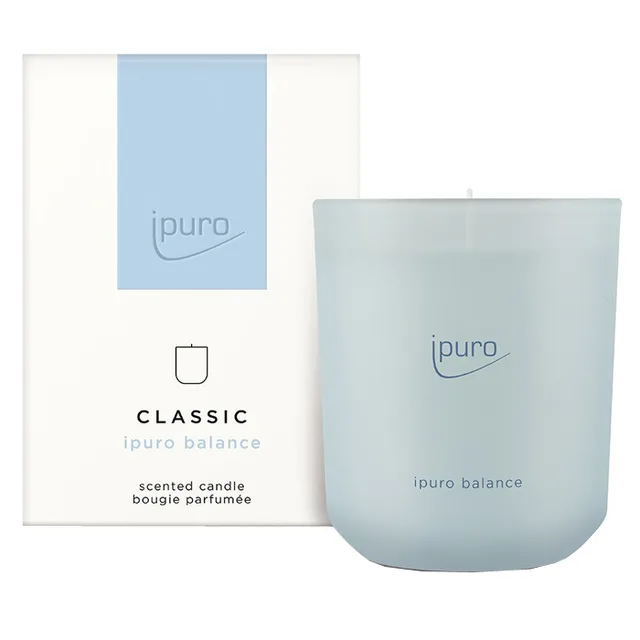 ipuro
CLASSIC
ipuro balance
scented candle
bougie parfumée
ipuro
ipuro balance